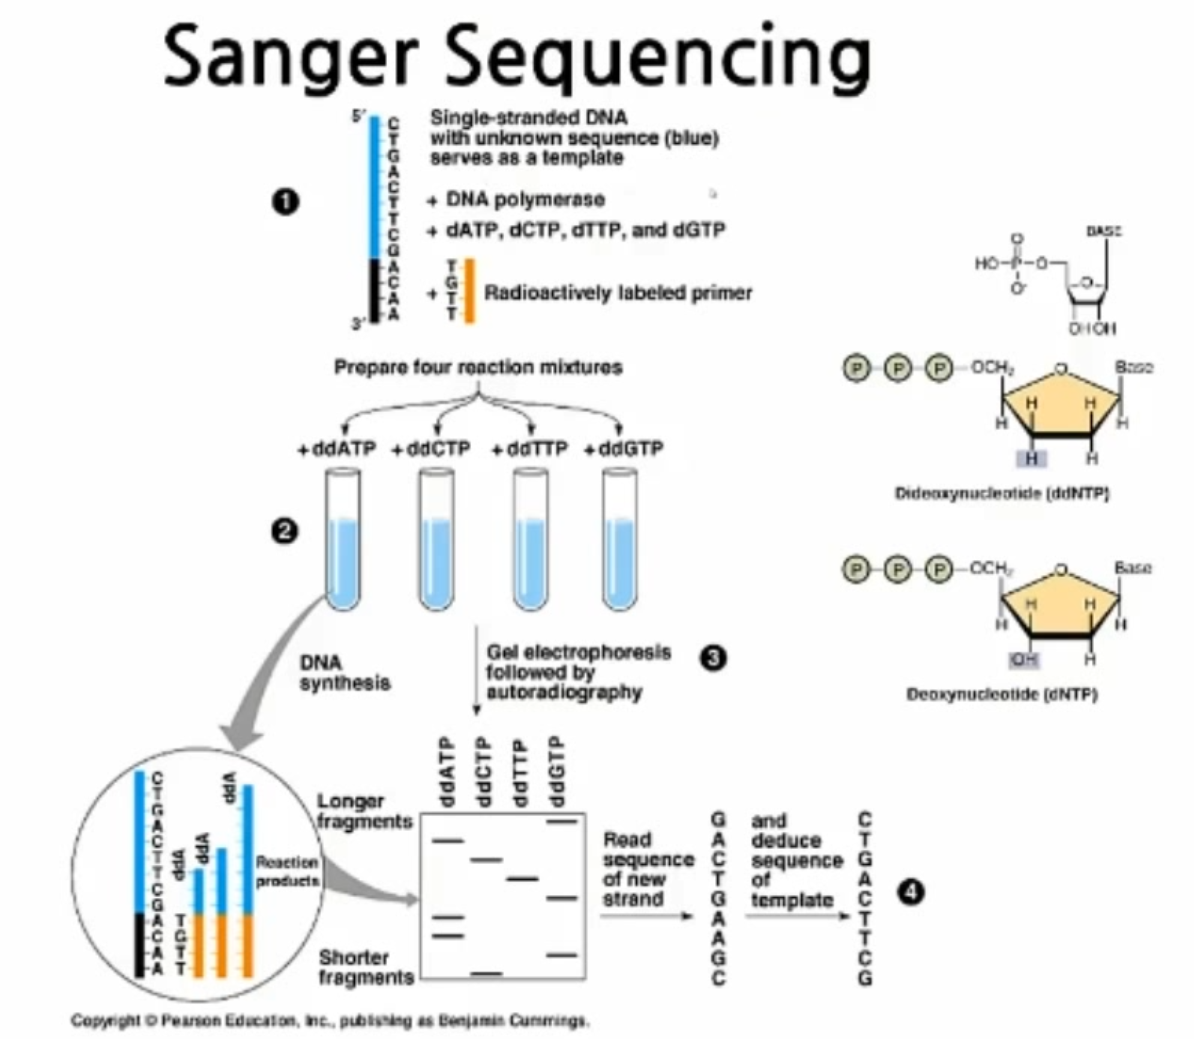 Sanger Sequencing
5′
C
T
G
A
C
T
T
C
G
A
C
A
A
3′
Single-stranded DNA
with unknown sequence (blue)
serves as a template
1
+ DNA polymerase
+ dATP, dCTP, dTTP, and dGTP
T
G
T
T
+
Radioactively labeled primer
Prepare four reaction mixtures
+ddATP +ddCTP +ddTTP +ddGTP
2
DNA
synthesis
Gel electrophoresis
followed by
autoradiography
3
BASE
O
HO-P-O
O-
O
OH OH
P P P OCH2 O Base
H H
H H
H H
Dideoxynucleotide (ddNTP)
P P P OCH2 O Base
H H
H H
OH H
Deoxynucleotide (dNTP)
C
T
G
A
C
T
T
C
G
A
C
A
A
T
G
T
T
ddA
ddA
ddA
Reaction
products
Longer
fragments
Shorter
fragments
ddATP
ddCTP
ddTTP
ddGTP
Read
sequence
of new
strand
G
A
C
T
G
A
A
G
C
and
deduce
sequence
of
template
C
T
G
A
C
T
T
C
G
4
Copyright © Pearson Education, Inc., publishing as Benjamin Cummings.